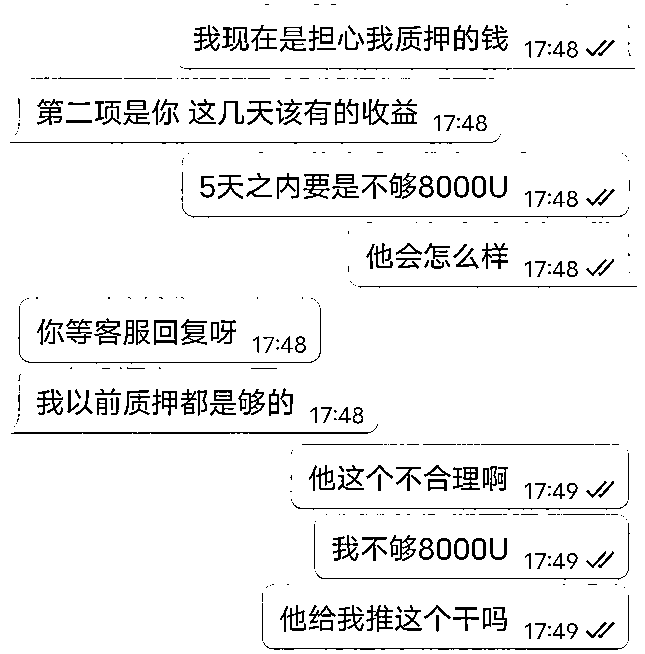 我现在是担心我质押的钱 17:48
第二项是你 这几天该有的收益 17:48
5天之内要是不够8000U 17:48
他会怎么样 17:48
你等客服回复呀 17:48
我以前质押都是够的 17:48
他这个不合理啊 17:49
我不够8000U 17:49
他给我推这个干吗 17:49